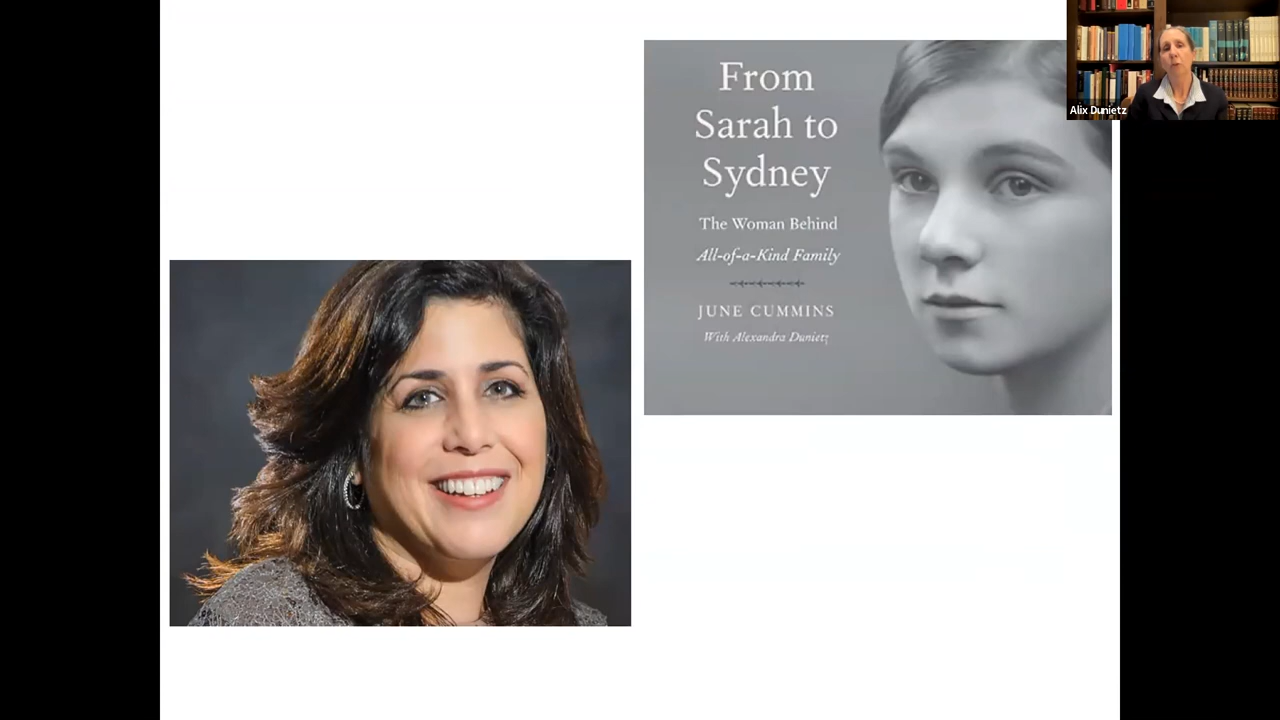 From
Sarah to
Sydney
The Woman Behind
All-of-a-Kind Family
JUNE CUMMINS
With Alexandra Dunietz
Alix Dunietz